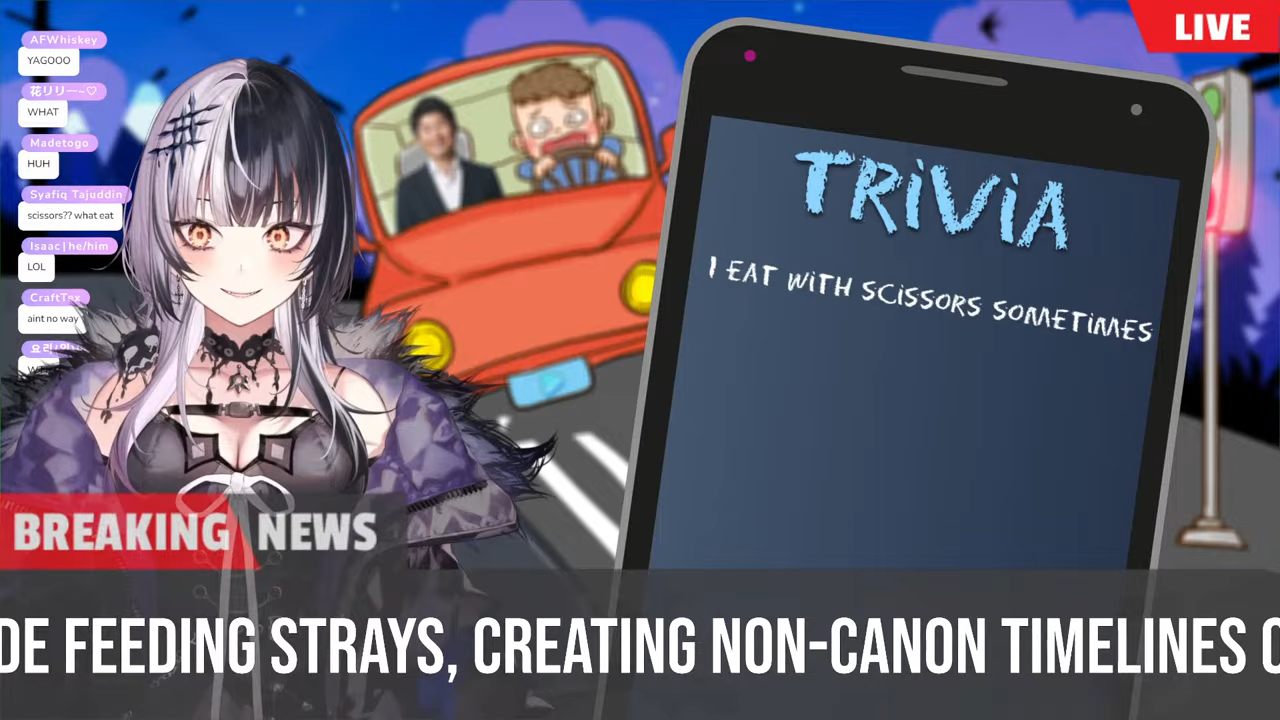 LIVE
AFWhiskey
YAGOOO
花リリー~♡
WHAT
Madetogo
HUH
Syafiq Tajuddin
scissors?? what eat
Isaac | he/him
LOL
CraftTex
aint no way
TRIVIA
I EAT WITH SCISSORS SOMETIMES
BREAKING NEWS
DE FEEDING STRAYS, CREATING NON-CANON TIMELINES